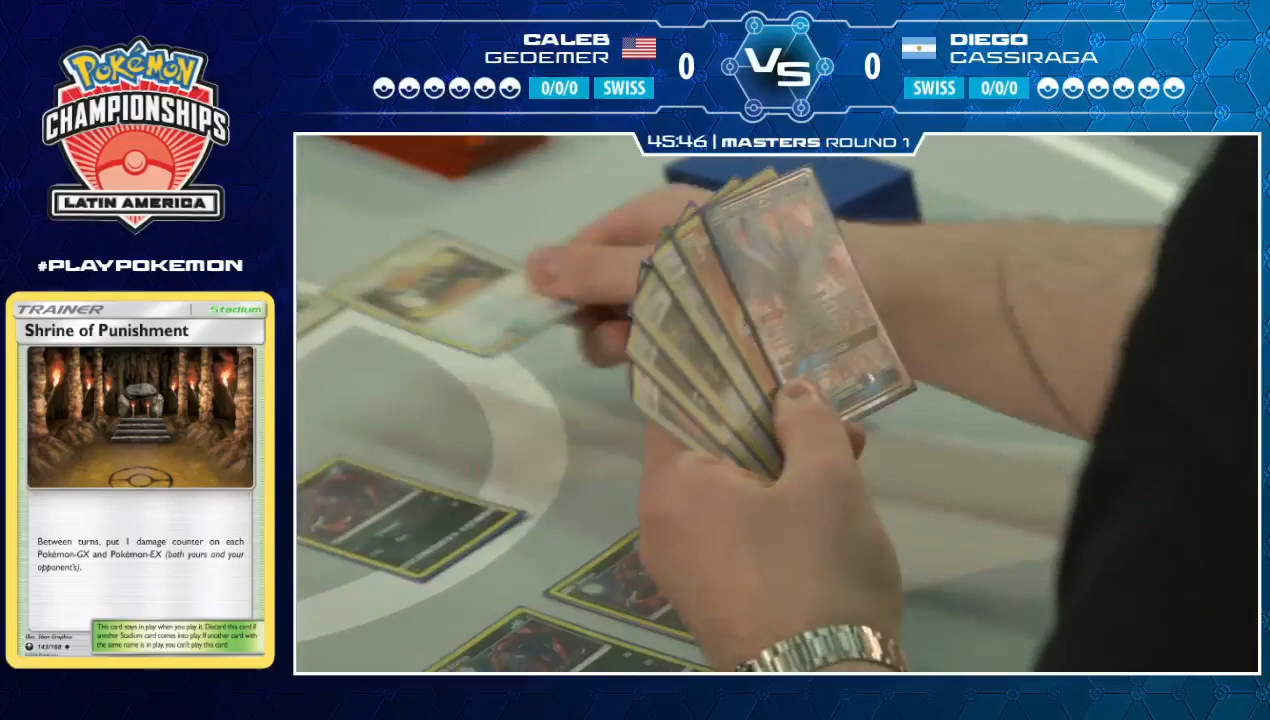 POKÉMON
CHAMPIONSHIPS
LATIN AMERICA
#PLAYPOKEMON
CALEB
GEDEMER
0
VS
0
DIEGO
CASSIRAGA
0/0/0
SWISS
SWISS
0/0/0
45:46 | MASTERS ROUND 1
TRAINER
Stadium
Shrine of Punishment
Between turns, put 1 damage counter on each
Pokémon-GX and Pokémon-EX (both yours and your
opponent's).
This card stays in play when you play it. Discard this card if
another Stadium card comes into play. If another card with
the same name is in play, you can't play this card.
143/168